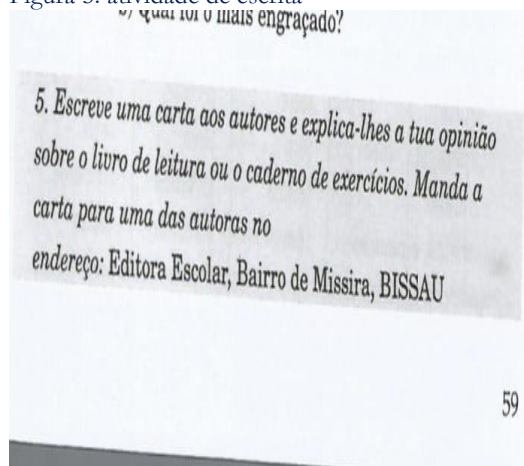 Figura 3: atividade de escrita
b) Qual foi o mais engraçado?
5. Escreve uma carta aos autores e explica-lhes a tua opinião
sobre o livro de leitura ou o caderno de exercícios. Manda a
carta para uma das autoras no
endereço: Editora Escolar, Bairro de Missira, BISSAU
59